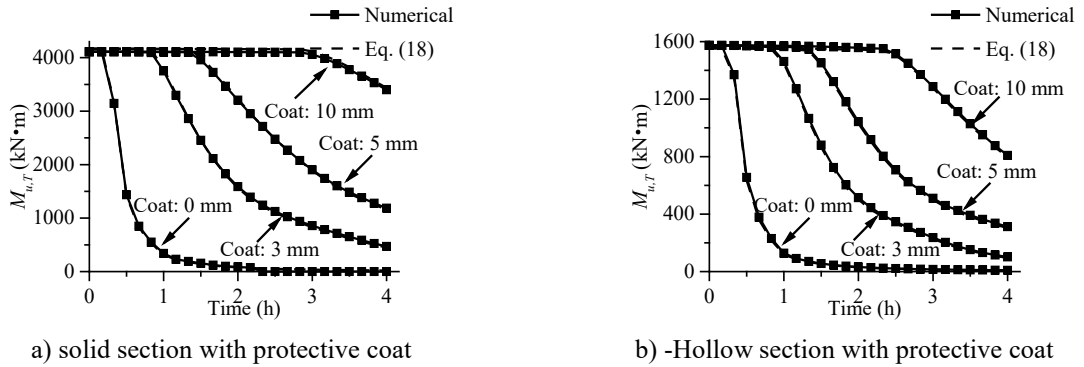 Numerical
Eq. (18)
4000
3000
2000
1000
0
M_{u,T} (kN•m)
Coat: 10 mm
Coat: 5 mm
Coat: 0 mm
Coat: 3 mm
0 1 2 3 4
Time (h)
a) solid section with protective coat
Numerical
Eq. (18)
1600
1200
800
400
0
M_{u,T} (kN•m)
Coat: 10 mm
Coat: 5 mm
Coat: 0 mm
Coat: 3 mm
0 1 2 3 4
Time (h)
b) -Hollow section with protective coat